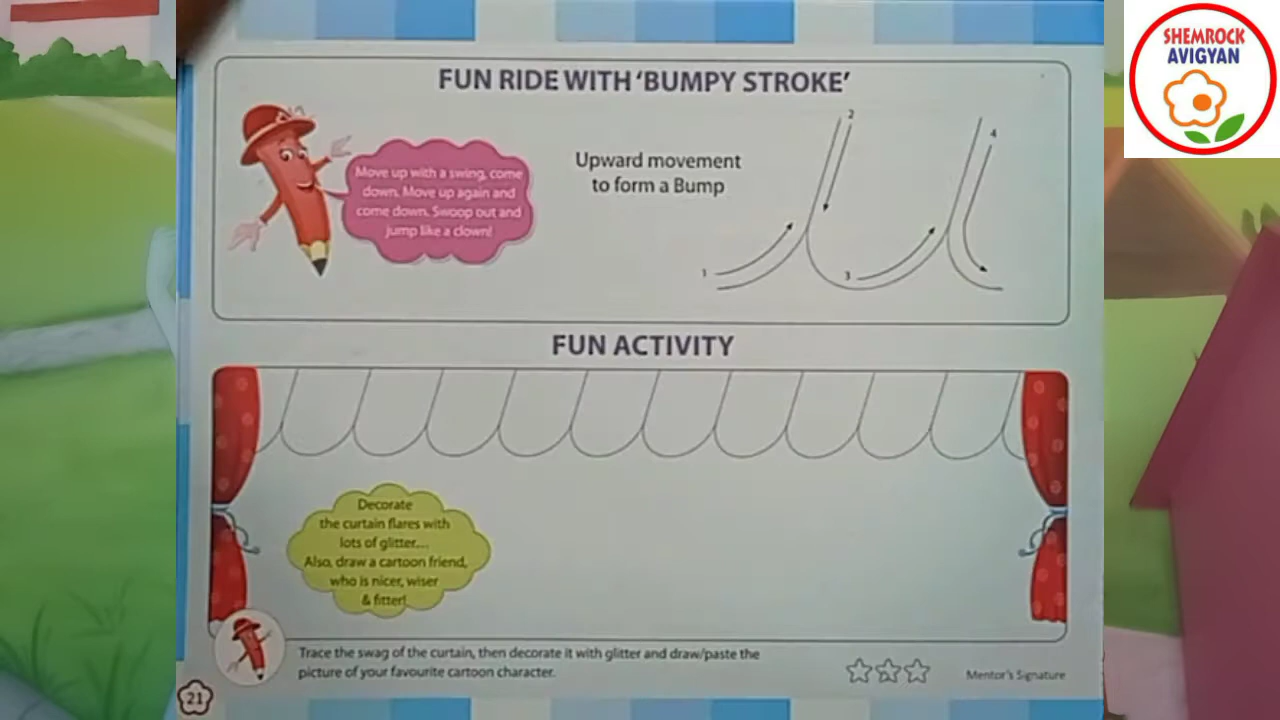 SHEMROCK
AVIGYAN
FUN RIDE WITH 'BUMPY STROKE'
Move up with a swing, come
down. Move up again and
come down. Swoop out and
jump like a clown!
Upward movement
to form a Bump
1
2
3
4
FUN ACTIVITY
Decorate
the curtain flares with
lots of glitter....
Also, draw a cartoon friend,
who is nicer, wiser
& fitter!
Trace the swag of the curtain, then decorate it with glitter and draw/paste the
picture of your favourite cartoon character.
Mentor's Signature
21